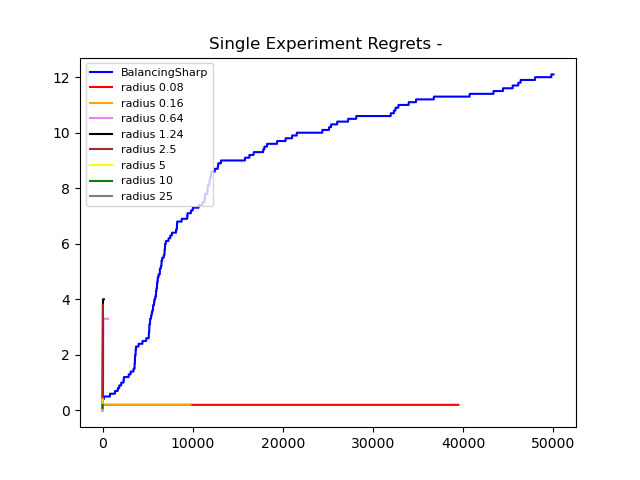 Single Experiment Regrets -
BalancingSharp
radius 0.08
radius 0.16
radius 0.64
radius 1.24
radius 2.5
radius 5
radius 10
radius 25
12
10
8
6
4
2
0
0 10000 20000 30000 40000 50000